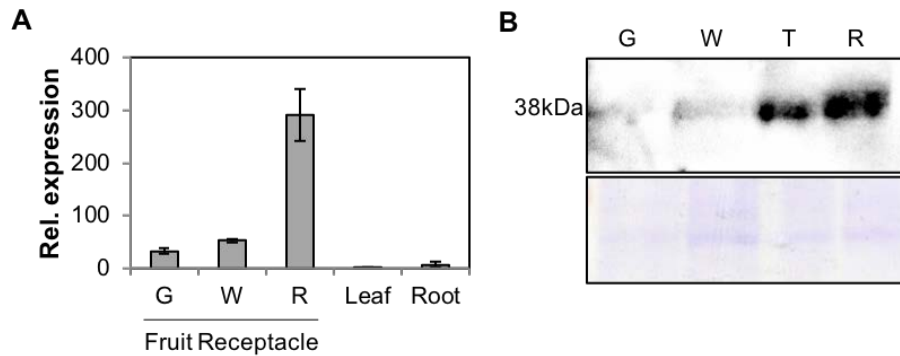 A
Rel. expression
400
300
200
100
0
G W R Leaf Root
Fruit Receptacle
B
G W T R
38kDa